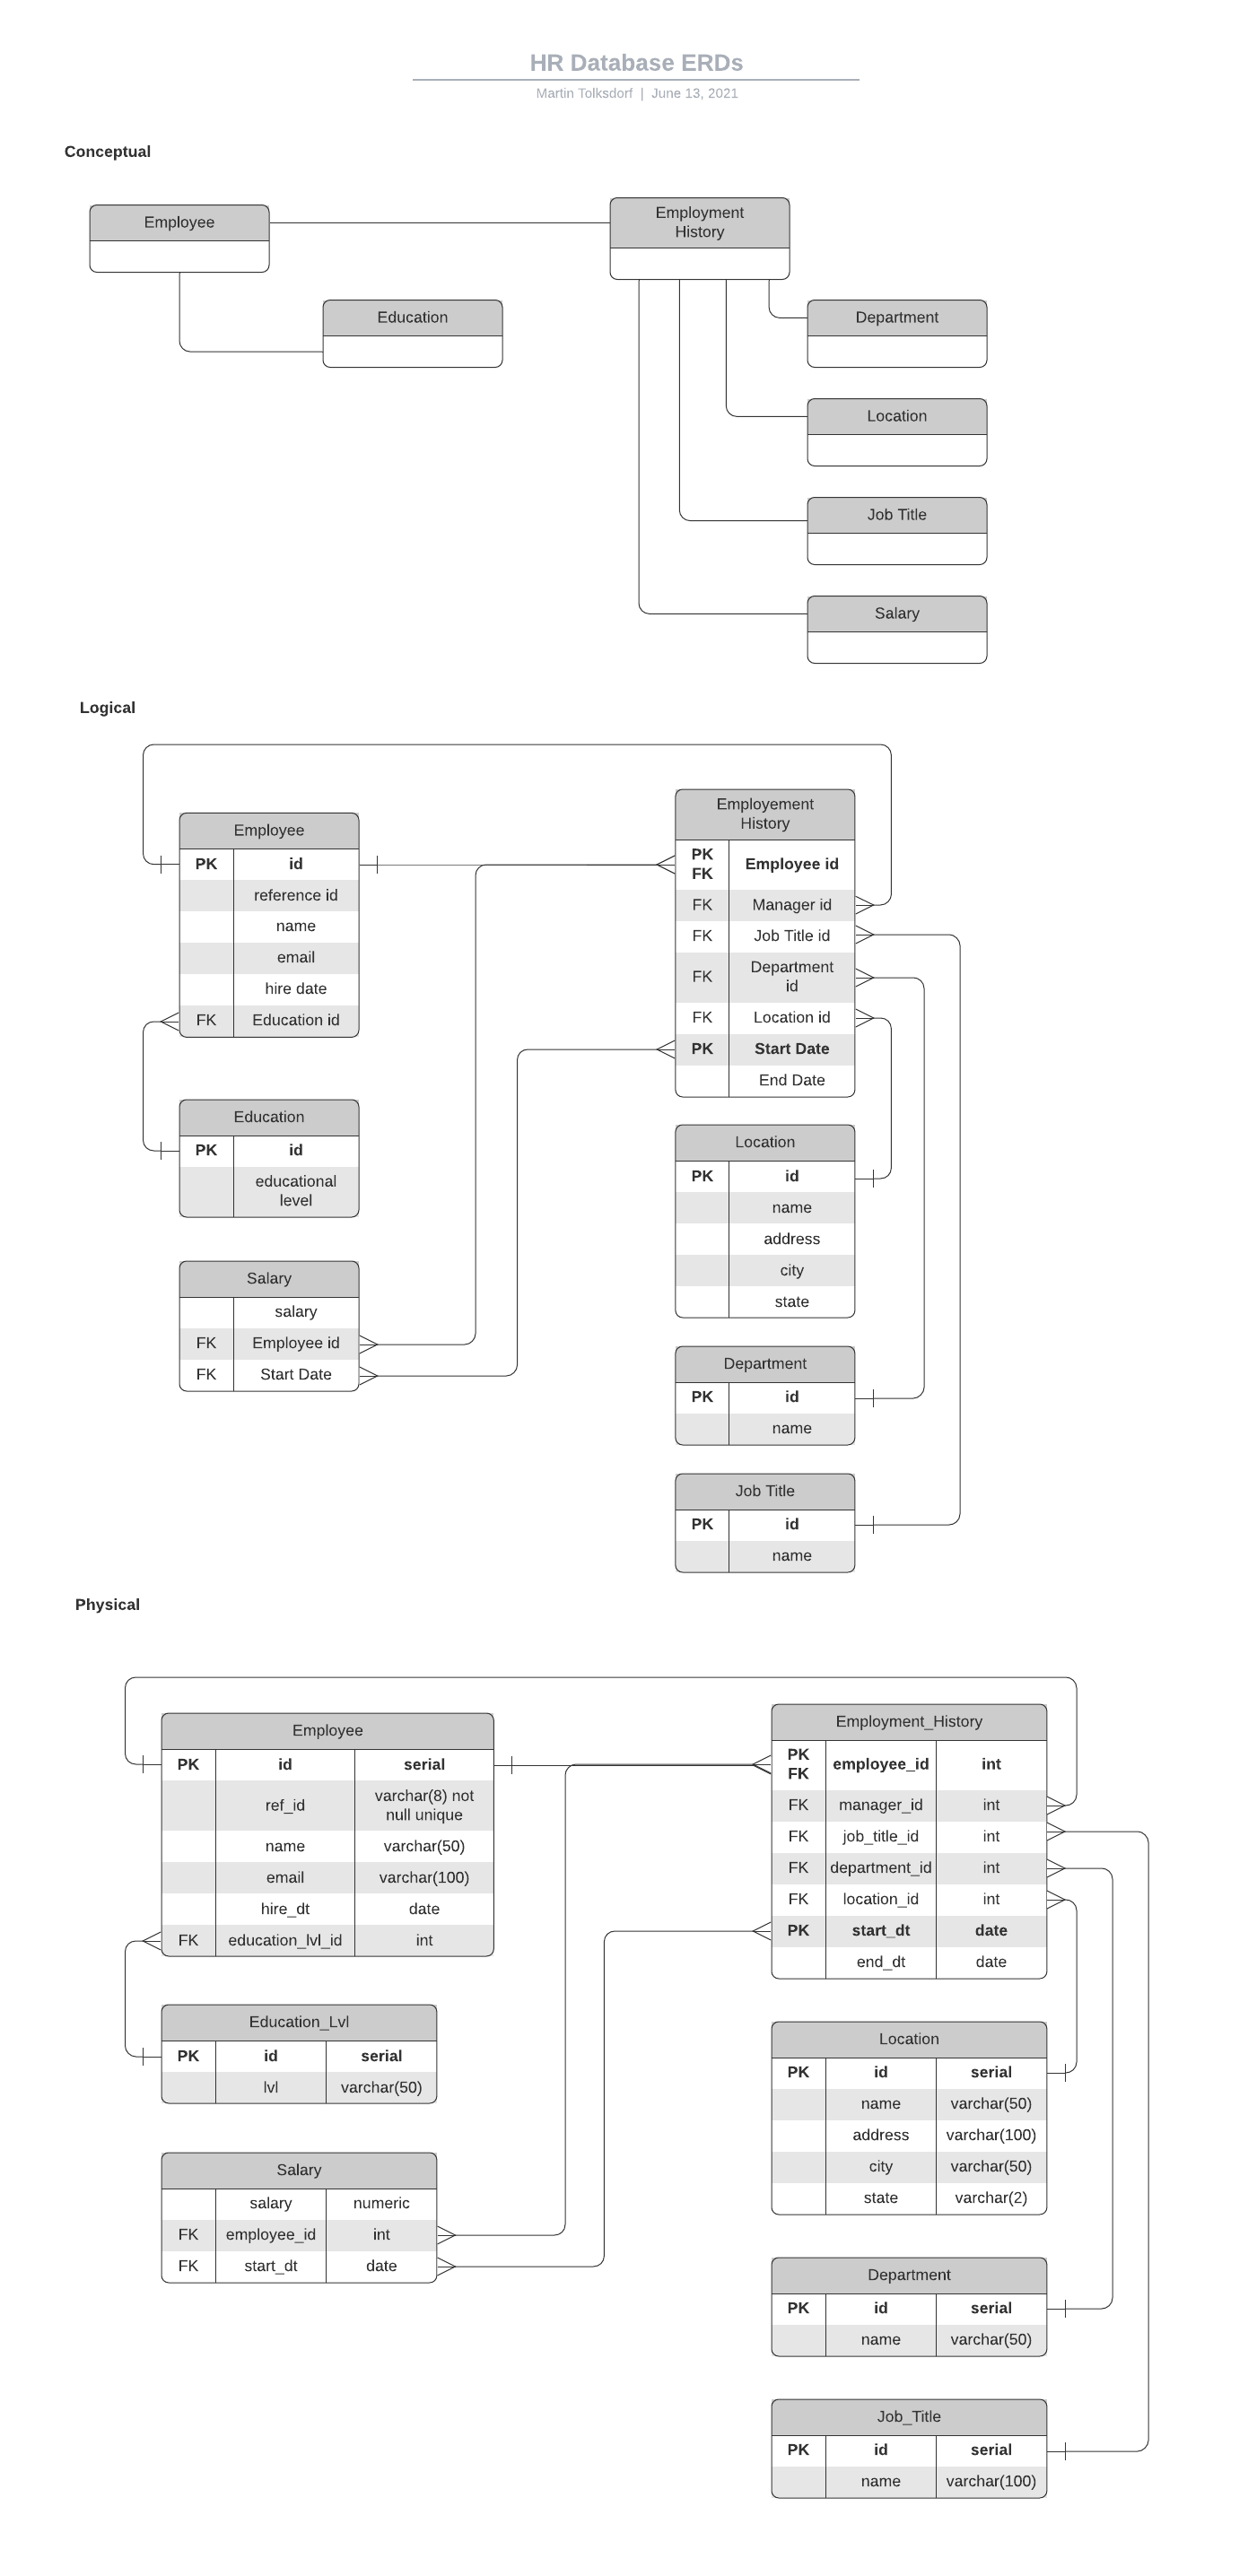 HR Database ERDs
Martin Tolksdorf | June 13, 2021
Conceptual
Employee
Employment
History
Education
Department
Location
Job Title
Salary
Logical
Employee
PK id
reference id
name
email
hire date
FK Education id
Education
PK id
educational
level
Salary
salary
FK Employee id
FK Start Date
Employement
History
PK
FK
Employee id
FK Manager id
FK Job Title id
FK
Department
id
FK Location id
PK Start Date
End Date
Location
PK id
name
address
city
state
Department
PK id
name
Job Title
PK id
name
Physical
Employee
PK id serial
ref_id
varchar(8) not
null unique
name varchar(50)
email varchar(100)
hire_dt date
FK education_lvl_id int
Education_Lvl
PK id serial
lvl varchar(50)
Salary
salary numeric
FK employee_id int
FK start_dt date
Employment_History
PK
FK
employee_id int
FK manager_id int
FK job_title_id int
FK department_id int
FK location_id int
PK start_dt date
end_dt date
Location
PK id serial
name varchar(50)
address varchar(100)
city varchar(50)
state varchar(2)
Department
PK id serial
name varchar(50)
Job_Title
PK id serial
name varchar(100)